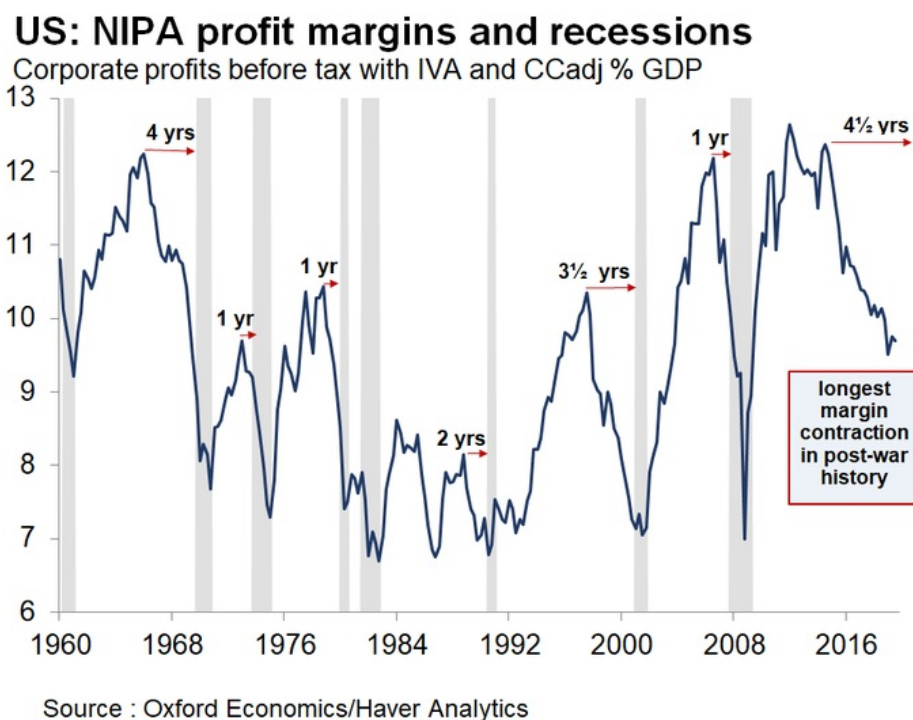 US: NIPA profit margins and recessions
Corporate profits before tax with IVA and CCadj % GDP
13
12
11
10
9
8
7
6
4 yrs
1 yr
1 yr
2 yrs
3½ yrs
1 yr
4½ yrs
longest
margin
contraction
in post-war
history
1960
1968
1976
1984
1992
2000
2008
2016
Source : Oxford Economics/Haver Analytics